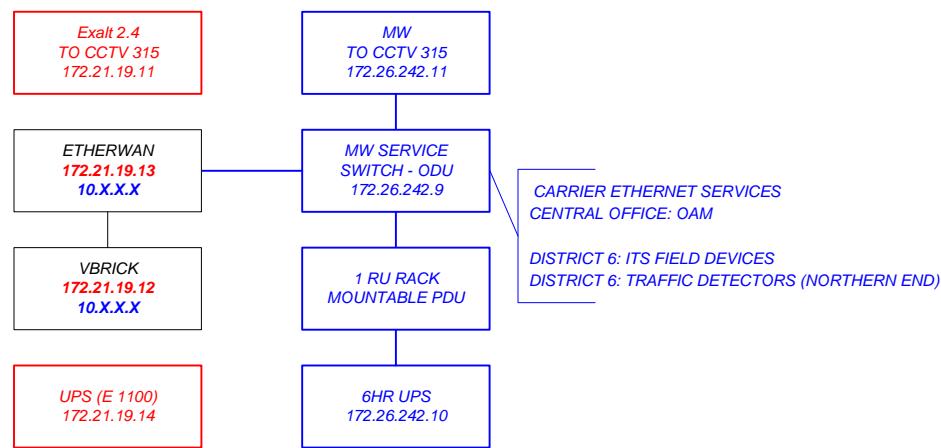 Exalt 2.4
TO CCTV 315
172.21.19.11
MW
TO CCTV 315
172.26.242.11
ETHERWAN
172.21.19.13
10.X.X.X
MW SERVICE
SWITCH - ODU
172.26.242.9
CARRIER ETHERNET SERVICES
CENTRAL OFFICE: OAM
DISTRICT 6: ITS FIELD DEVICES
DISTRICT 6: TRAFFIC DETECTORS (NORTHERN END)
VBRICK
172.21.19.12
10.X.X.X
1 RU RACK
MOUNTABLE PDU
UPS (E 1100)
172.21.19.14
6HR UPS
172.26.242.10